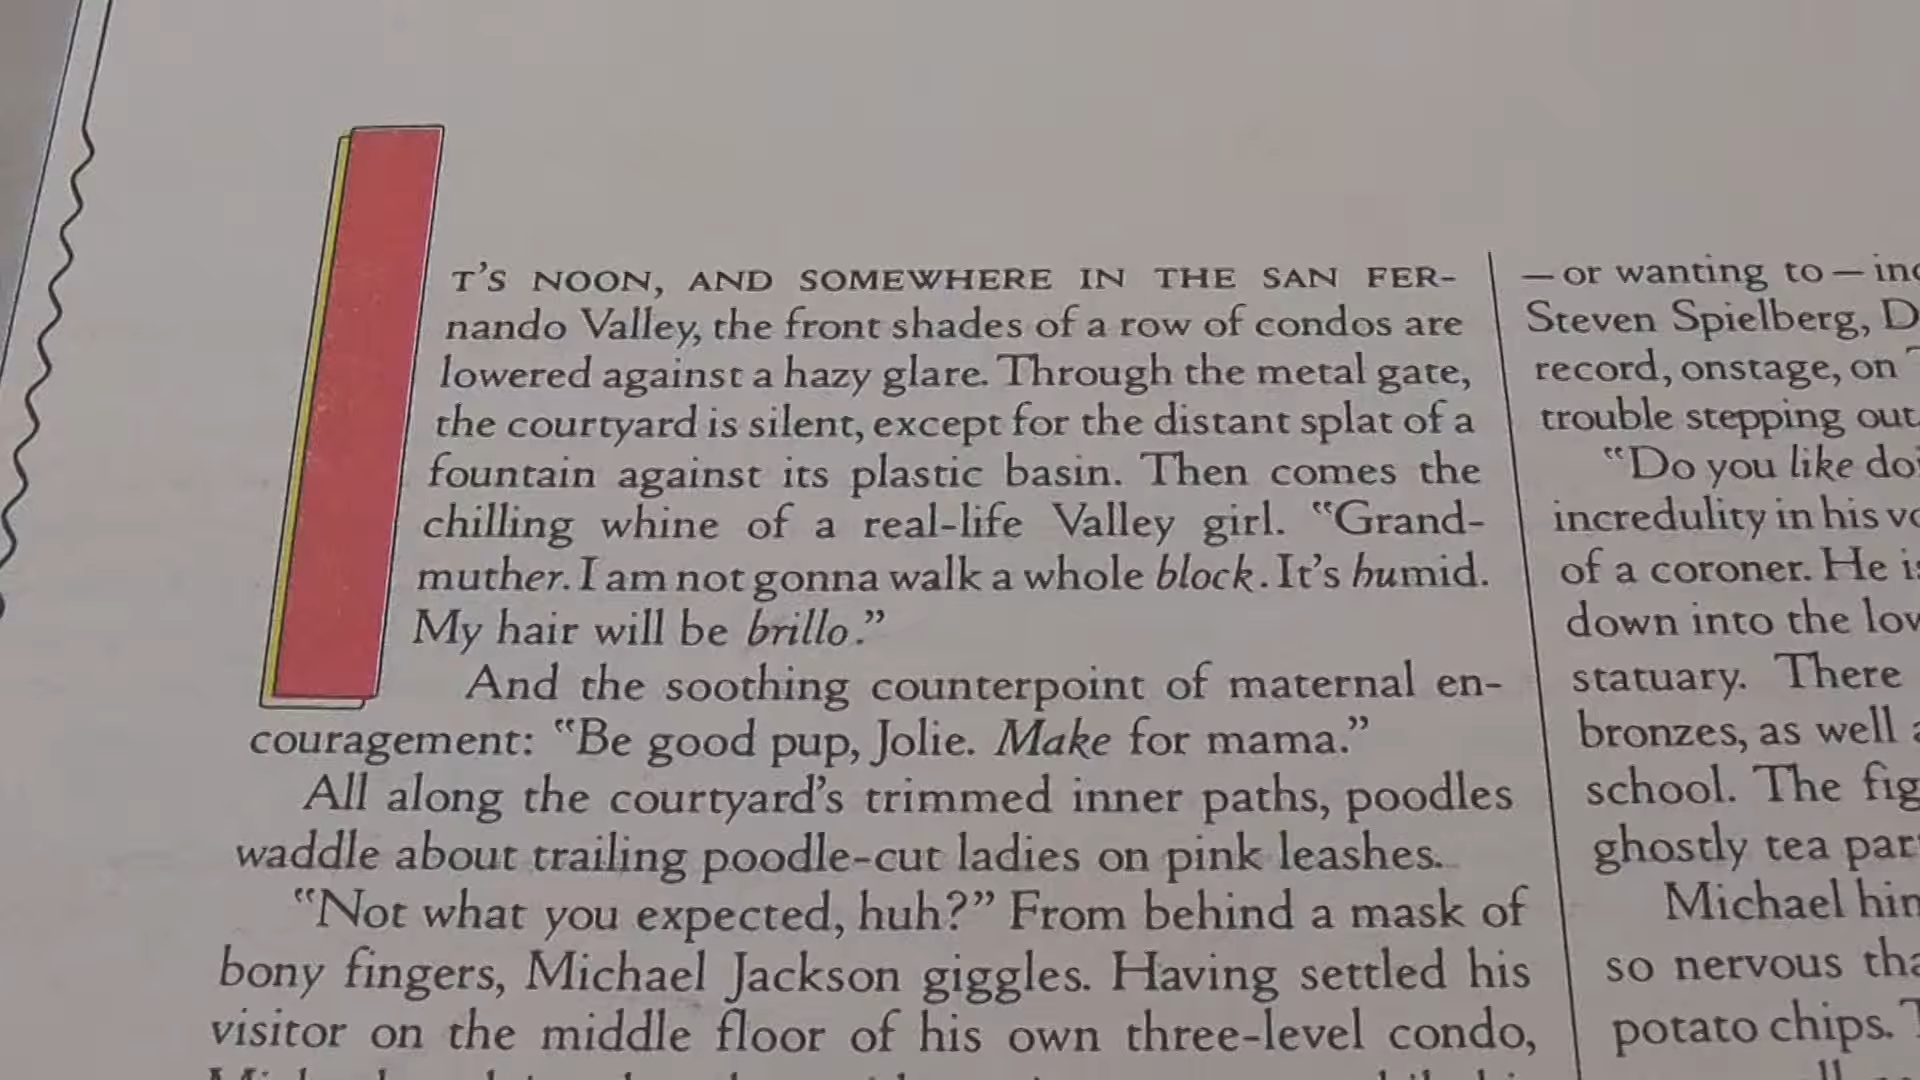 IT'S NOON, AND SOMEWHERE IN THE SAN FER-
nando Valley, the front shades of a row of condos are
lowered against a hazy glare. Through the metal gate,
the courtyard is silent, except for the distant splat of a
fountain against its plastic basin. Then comes the
chilling whine of a real-life Valley girl. “Grand-
muther. I am not gonna walk a whole block. It's humid.
My hair will be brillo.”
And the soothing counterpoint of maternal en-
couragement: “Be good pup, Jolie. Make for mama.”
All along the courtyard's trimmed inner paths, poodles
waddle about trailing poodle-cut ladies on pink leashes.
“Not what you expected, huh?” From behind a mask of
bony fingers, Michael Jackson giggles. Having settled his
visitor on the middle floor of his own three-level condo,
—or wanting to—
Steven Spielberg,
record, onstage, on
trouble stepping out
“Do you like
incredulity in his
of a coroner. He
down into the
statuary. There
bronzes, as well
school. The
ghostly tea
Michael
so nervous
potato chips.